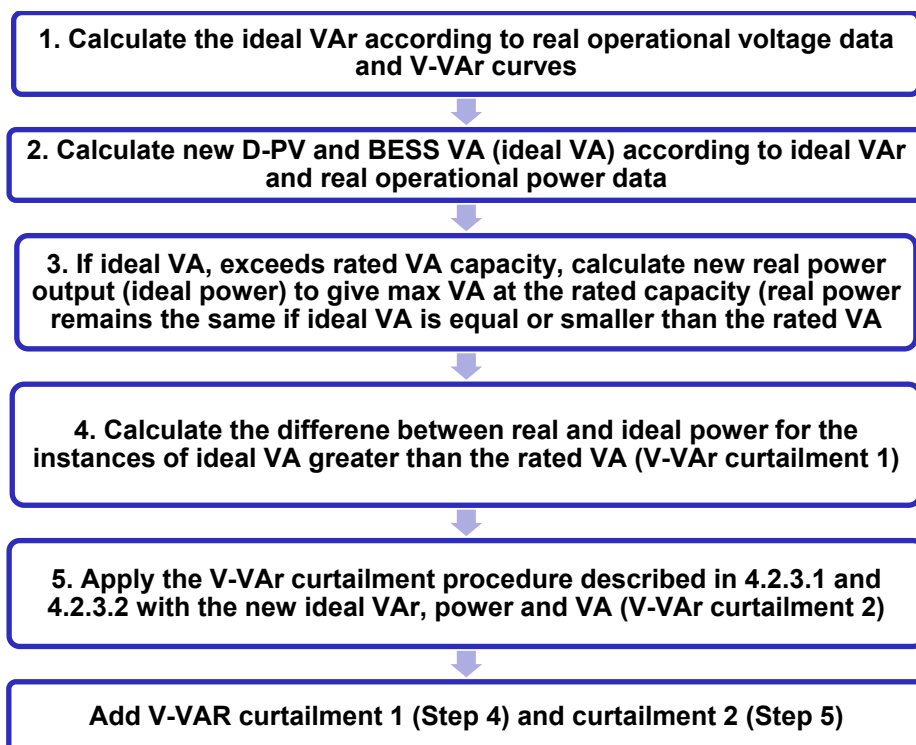 1. Calculate the ideal VAr according to real operational voltage data
and V-VAr curves
2. Calculate new D-PV and BESS VA (ideal VA) according to ideal VAr
and real operational power data
3. If ideal VA, exceeds rated VA capacity, calculate new real power
output (ideal power) to give max VA at the rated capacity (real power
remains the same if ideal VA is equal or smaller than the rated VA
4. Calculate the differene between real and ideal power for the
instances of ideal VA greater than the rated VA (V-VAr curtailment 1)
5. Apply the V-VAr curtailment procedure described in 4.2.3.1 and
4.2.3.2 with the new ideal VAr, power and VA (V-VAr curtailment 2)
Add V-VAR curtailment 1 (Step 4) and curtailment 2 (Step 5)